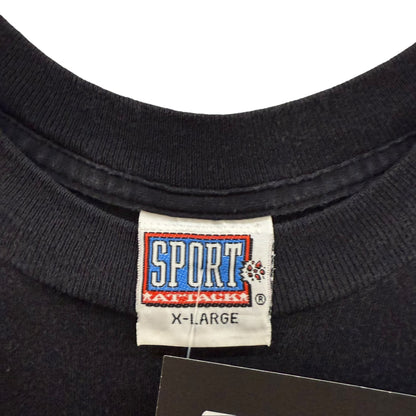 SPORT
ATTACK ®
X-LARGE